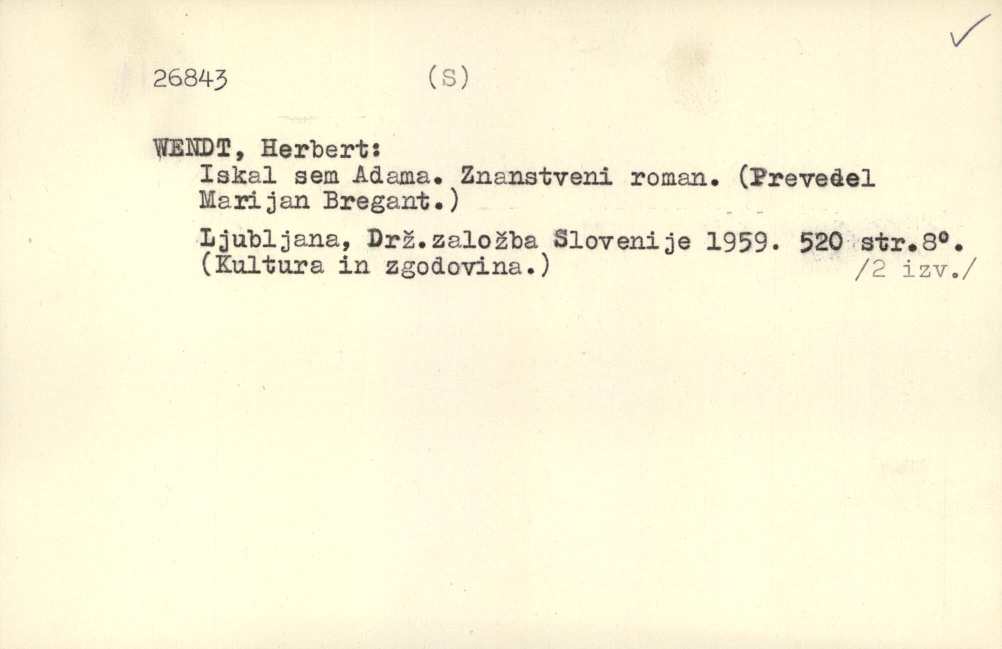 26843 (S)
WENDT, Herbert:
Iskal sem Adama. Znanstveni roman. (Prevedel
Marijan Bregant.)
Ljubljana, Drž.založba Slovenije 1959. 520 str.8°.
(Kultura in zgodovina.) /2 izv./